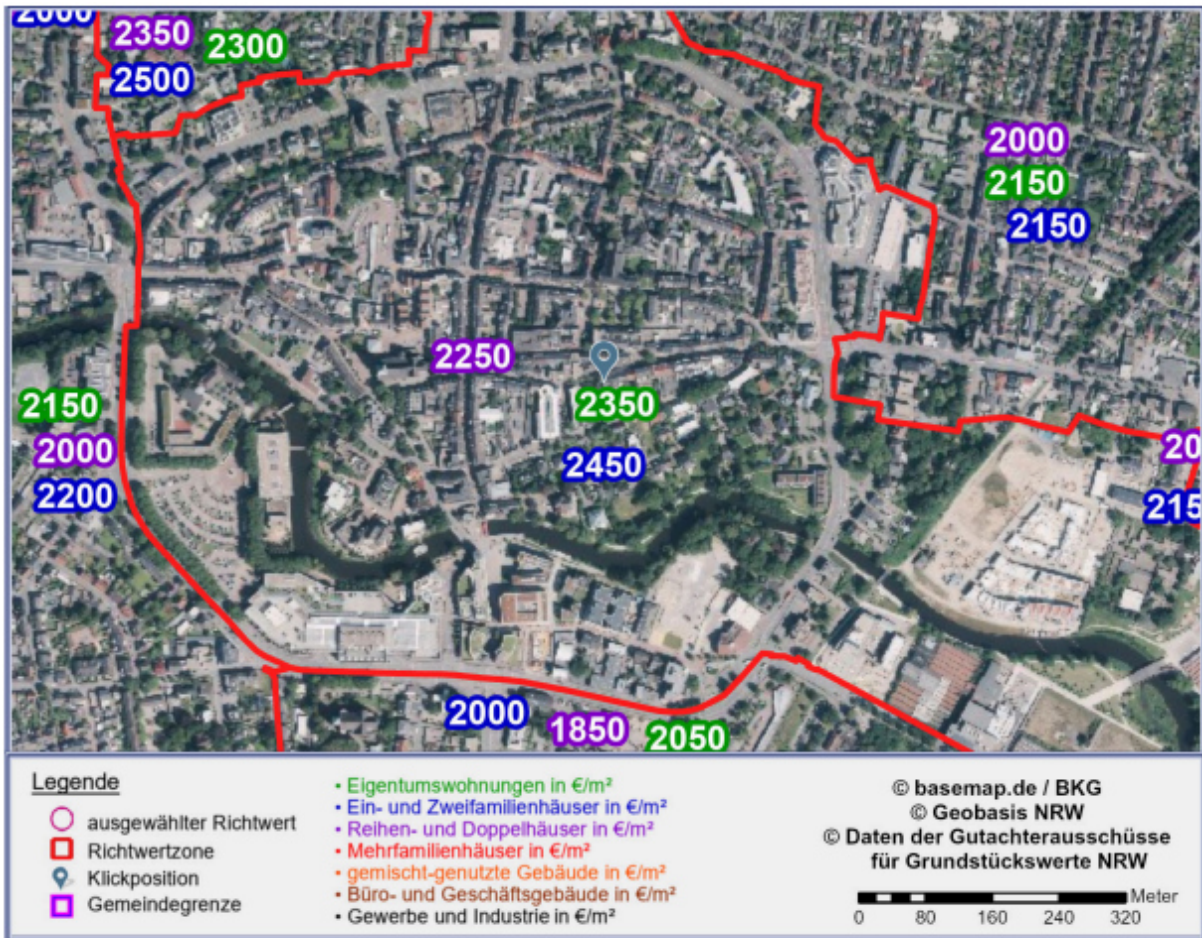 2000
2350
2300
2500
2000
2150
2150
2250
2350
2150
2000
2450
2200
20
215
2000
1850
2050
Legende
ausgewählter Richtwert
Richtwertzone
Klickposition
Gemeindegrenze
• Eigentumswohnungen in €/m²
• Ein- und Zweifamilienhäuser in €/m²
• Reihen- und Doppelhäuser in €/m²
• Mehrfamilienhäuser in €/m²
• gemischt-genutzte Gebäude in €/m²
• Büro- und Geschäftsgebäude in €/m²
• Gewerbe und Industrie in €/m²
© basemap.de / BKG
© Geobasis NRW
© Daten der Gutachterausschüsse
für Grundstückswerte NRW
Meter
0 80 160 240 320